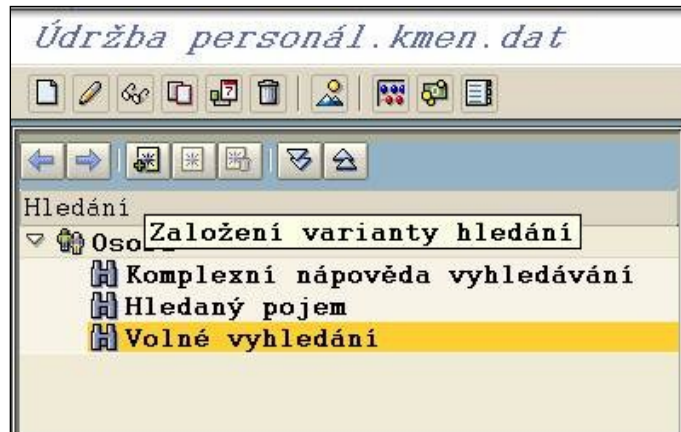 Údržba personál.kmen.dat
Hledání
Založení varianty hledání
Komplexní nápověda vyhledávání
Hledaný pojem
Volné vyhledání